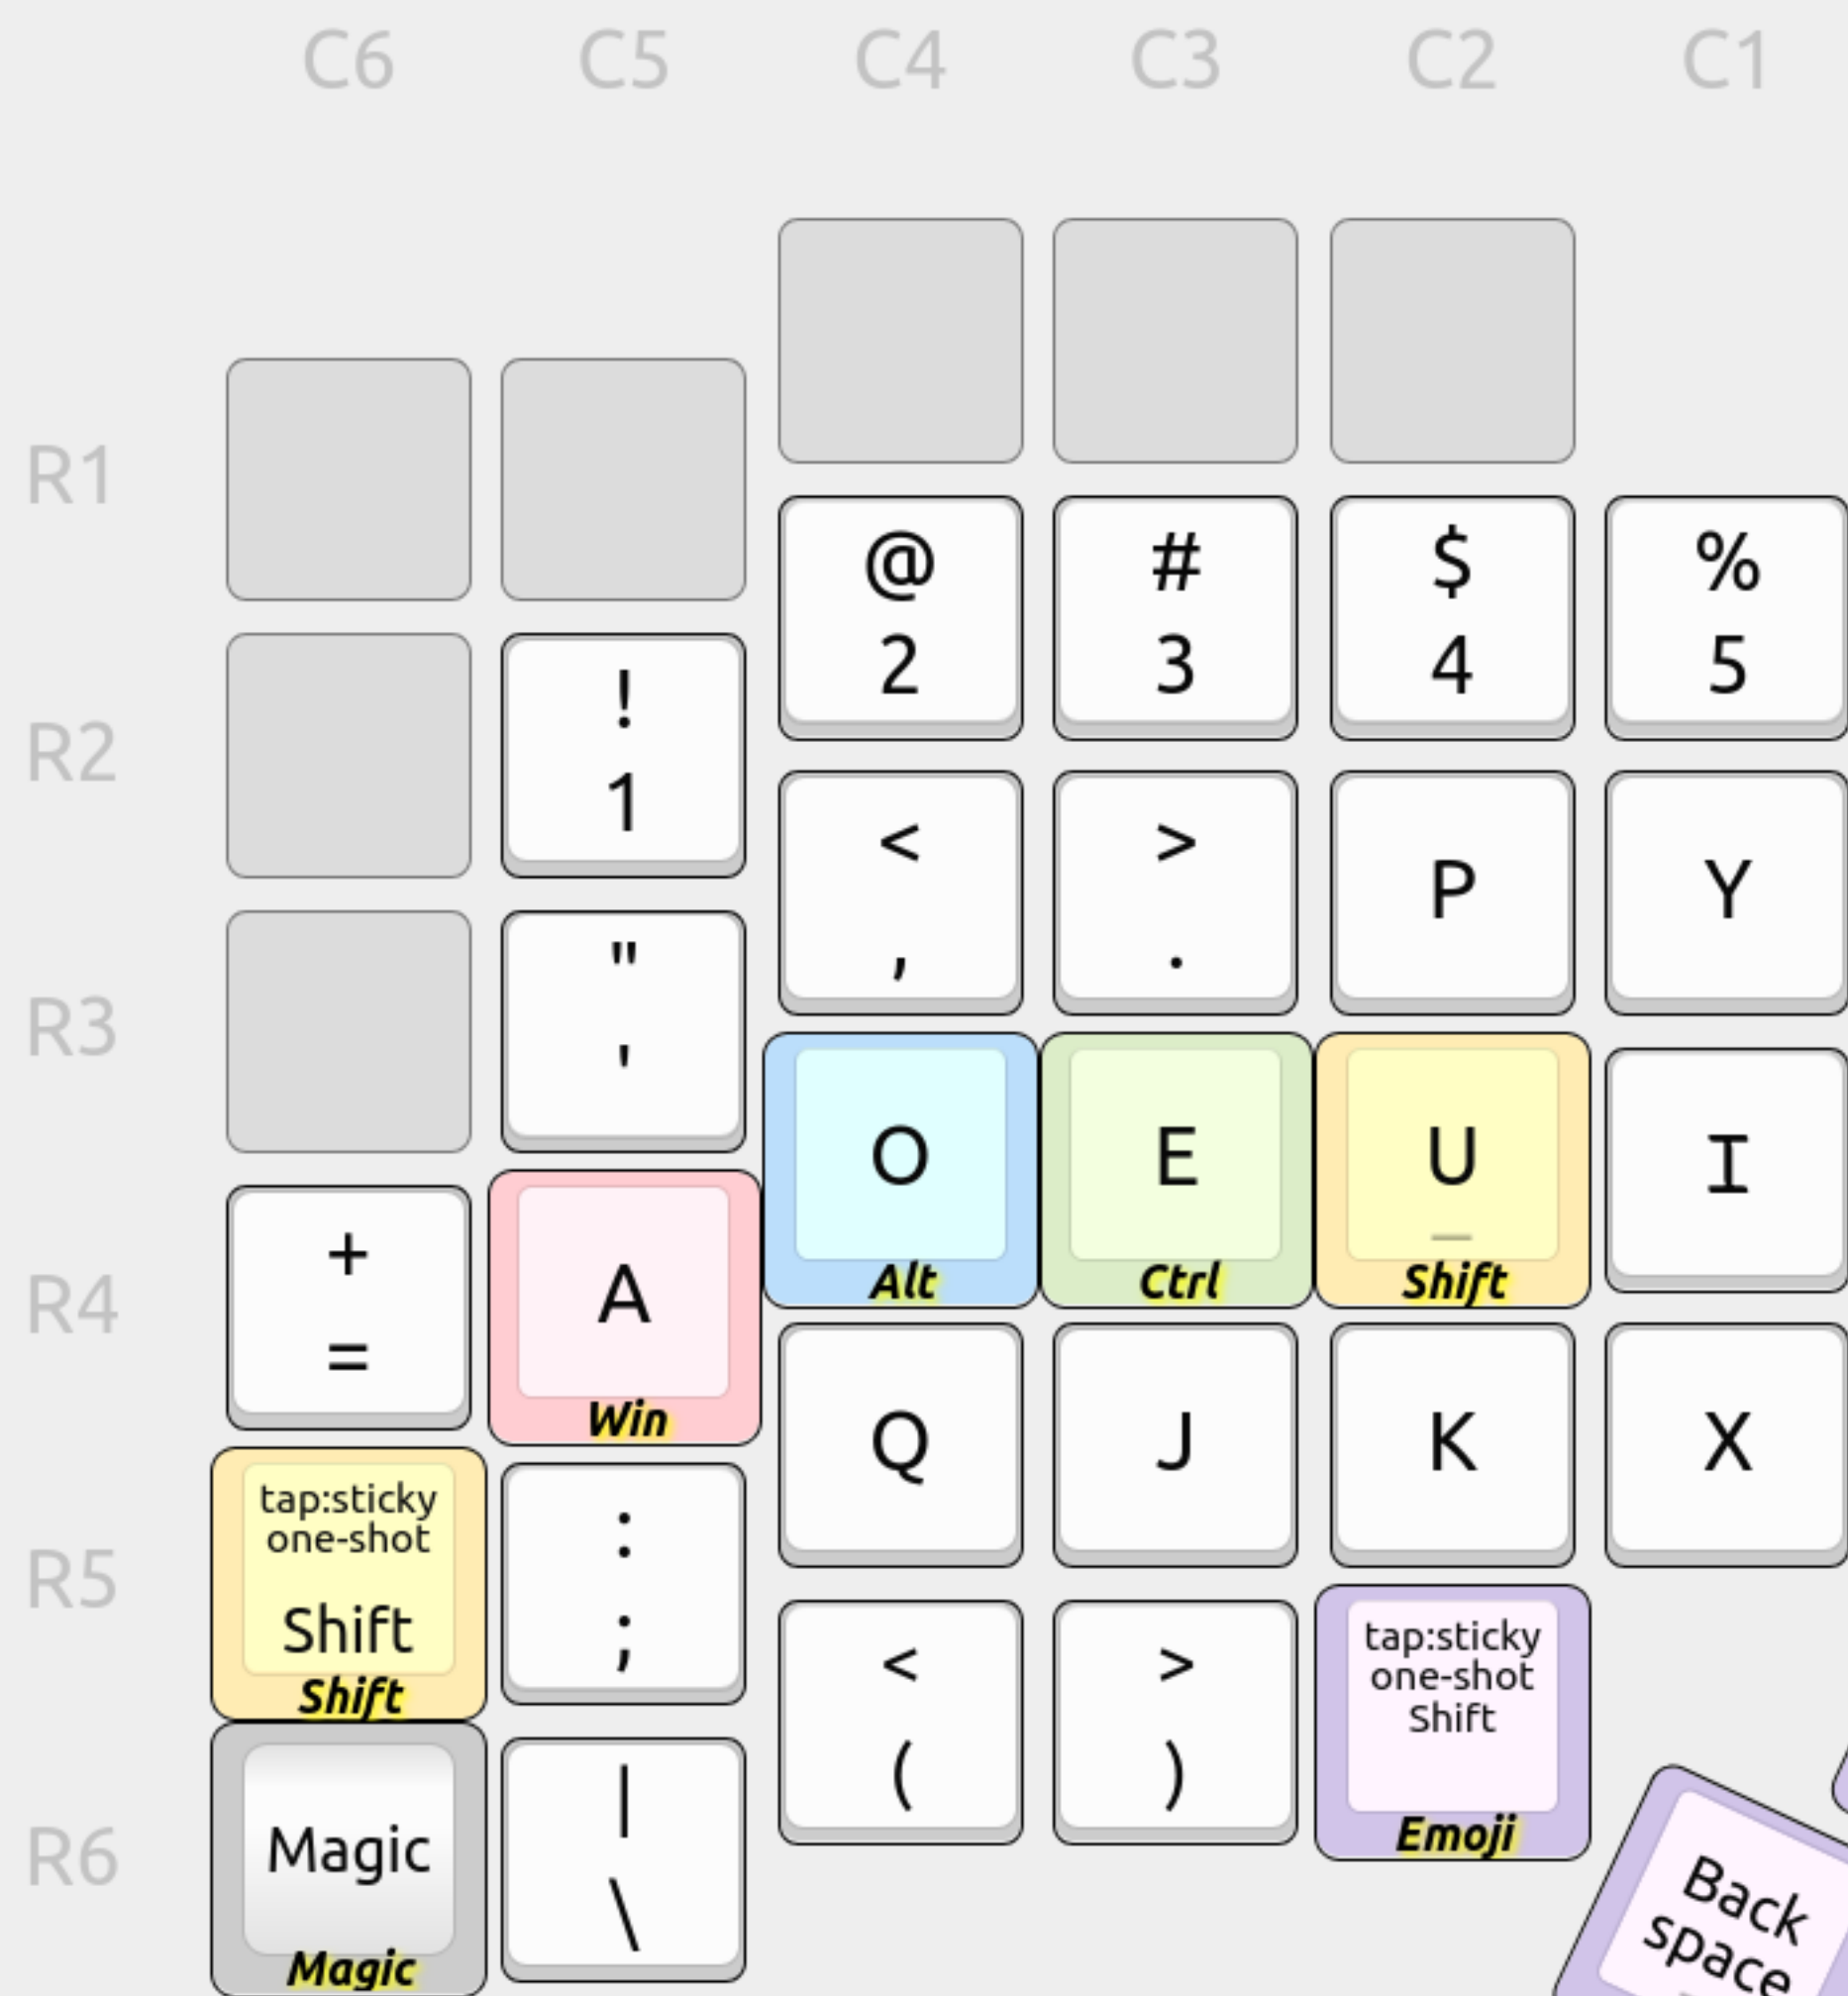 C6 C5 C4 C3 C2 C1
R1
@ # $ %
2 3 4 5
R2
!
1
< > P Y
, .
R3
"
'
O E U I
_
Alt Ctrl Shift
R4
+
=
A
Win
Q J K X
R5
tap:sticky
one-shot
Shift
Shift
:
;
< >
( )
tap:sticky
one-shot
Shift
Emoji
R6
Magic
Magic
|
\
Back
space